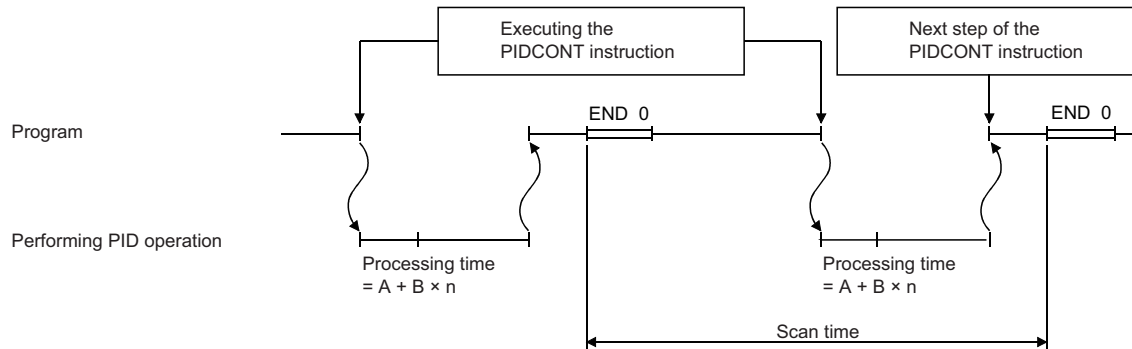 Executing the
PIDCONT instruction
Next step of the
PIDCONT instruction
END 0
END 0
Program
Performing PID operation
Processing time
= A + B × n
Processing time
= A + B × n
Scan time